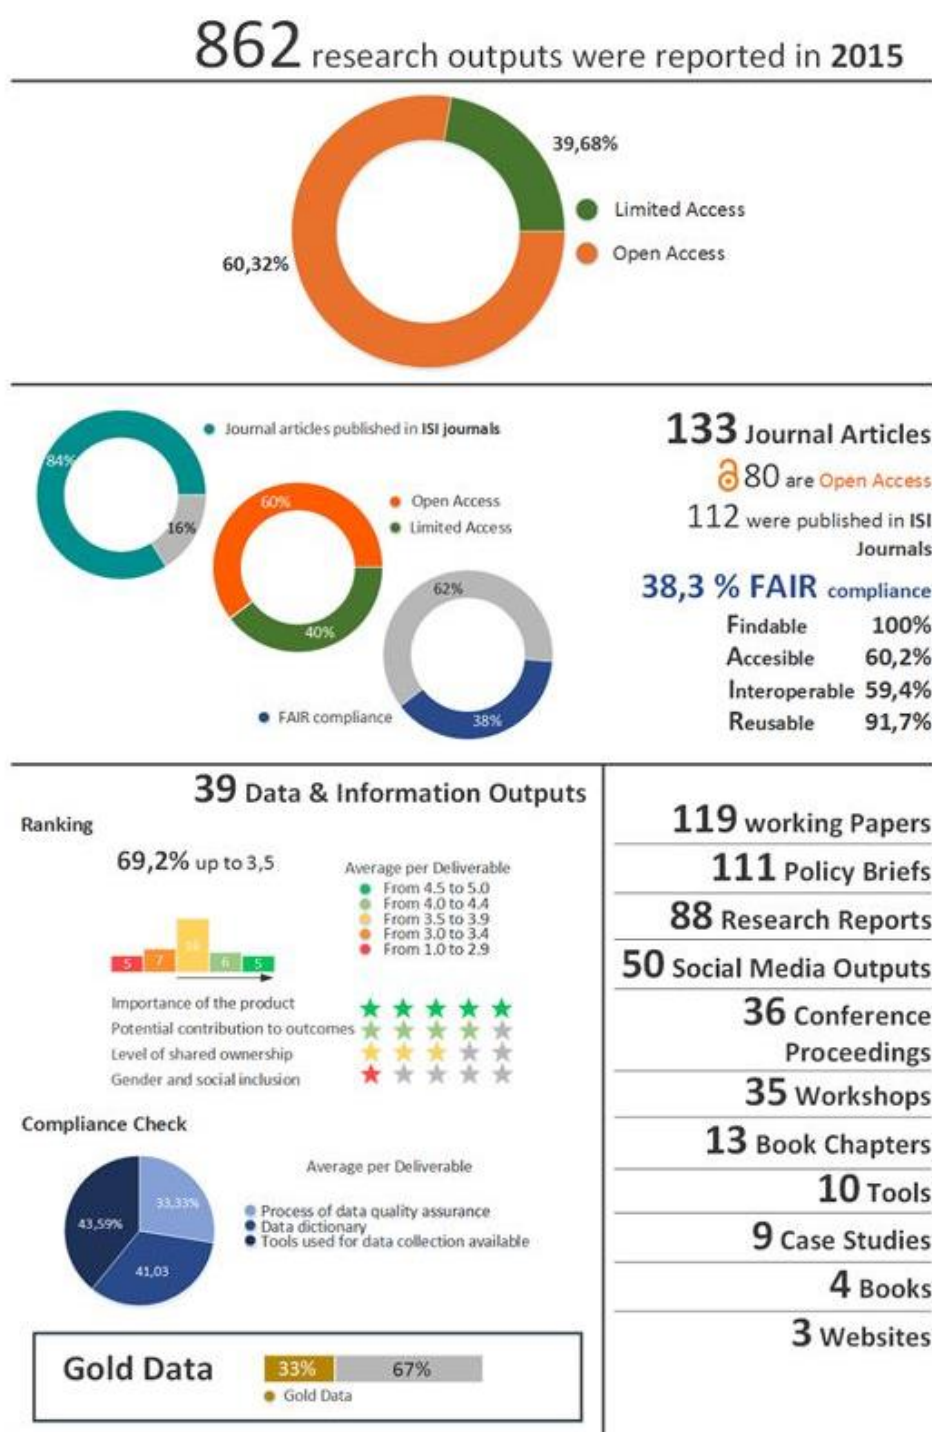 862 research outputs were reported in 2015
39,68%
Limited Access
Open Access
60,32%
Journal articles published in ISI journals
84%
16%
60%
Open Access
Limited Access
40%
62%
FAIR compliance
38%
133 Journal Articles
80 are Open Access
112 were published in ISI
Journals
38,3 % FAIR compliance
Findable 100%
Accesible 60,2%
Interoperable 59,4%
Reusable 91,7%
39 Data & Information Outputs
Ranking
69,2% up to 3,5
Average per Deliverable
From 4.5 to 5.0
From 4.0 to 4.4
From 3.5 to 3.9
From 3.0 to 3.4
From 1.0 to 2.9
5 7 6 5
Importance of the product
Potential contribution to outcomes
Level of shared ownership
Gender and social inclusion
Compliance Check
Average per Deliverable
33,33%
43,59%
41,03
Process of data quality assurance
Data dictionary
Tools used for data collection available
Gold Data
33% 67%
Gold Data
119 working Papers
111 Policy Briefs
88 Research Reports
50 Social Media Outputs
36 Conference
Proceedings
35 Workshops
13 Book Chapters
10 Tools
9 Case Studies
4 Books
3 Websites